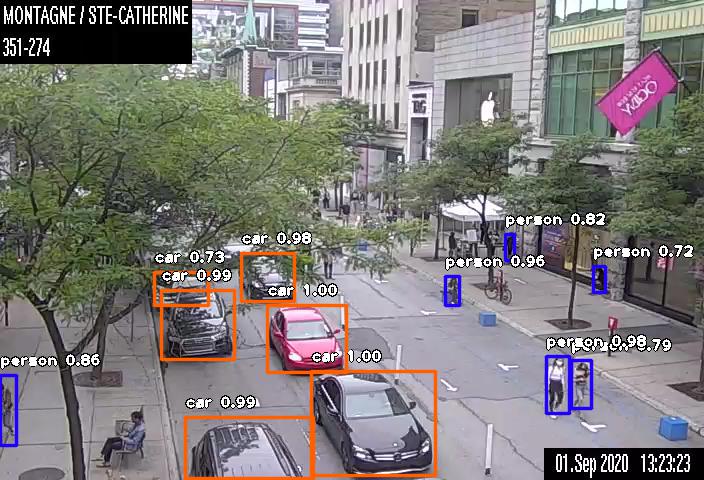 MONTAGNE / STE-CATHERINE
351-274
person 0.82
car 0.98
person 0.72
car 0.73
person 0.96
car 0.99
car 1.00
person 0.98
0.79
car 1.00
person 0.86
car 0.99
01.Sep 2020 13:23:23